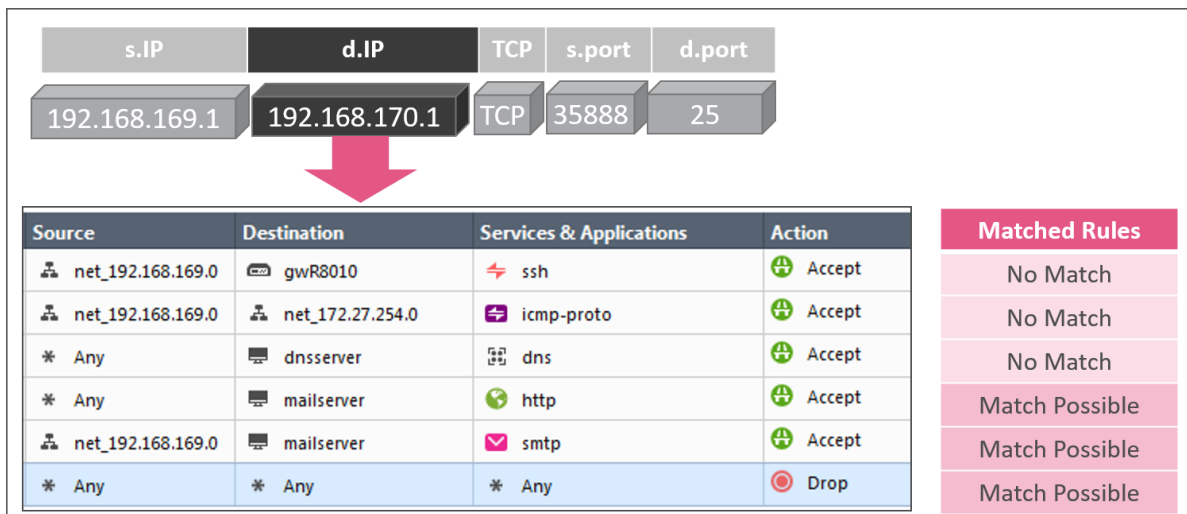 s.IP d.IP TCP s.port d.port
192.168.169.1 192.168.170.1 TCP 35888 25
Source Destination Services & Applications Action Matched Rules
net_192.168.169.0 gwR8010 ssh Accept No Match
net_192.168.169.0 net_172.27.254.0 icmp-proto Accept No Match
* Any dnsserver dns Accept No Match
* Any mailserver http Accept Match Possible
net_192.168.169.0 mailserver smtp Accept Match Possible
* Any * Any * Any Drop Match Possible